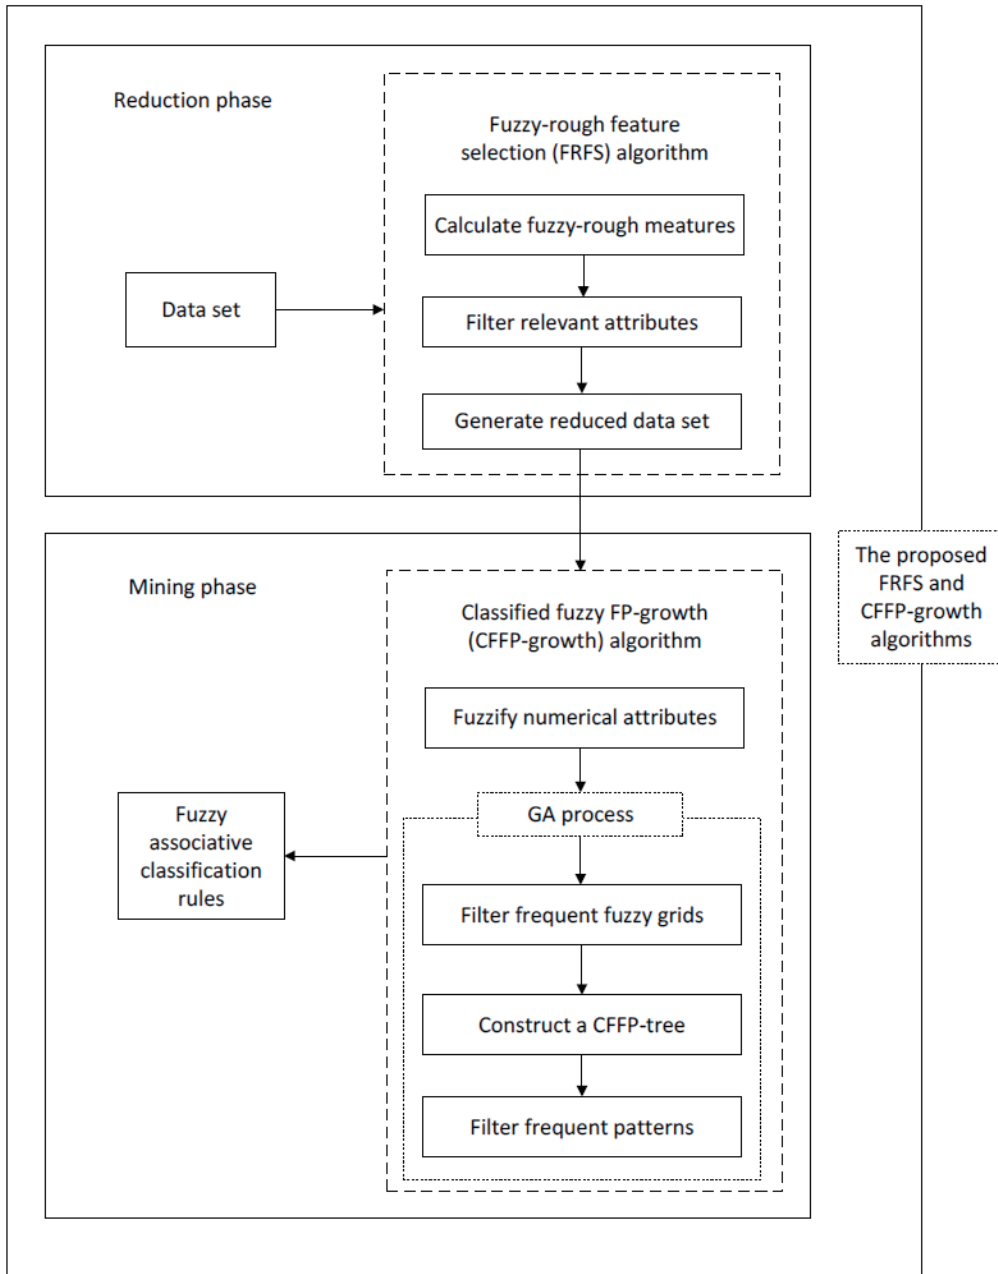 Reduction phase
Fuzzy-rough feature
selection (FRFS) algorithm
Calculate fuzzy-rough meatures
Data set
Filter relevant attributes
Generate reduced data set
The proposed
FRFS and
CFFP-growth
algorithms
Mining phase
Classified fuzzy FP-growth
(CFFP-growth) algorithm
Fuzzify numerical attributes
GA process
Fuzzy
associative
classification
rules
Filter frequent fuzzy grids
Construct a CFFP-tree
Filter frequent patterns